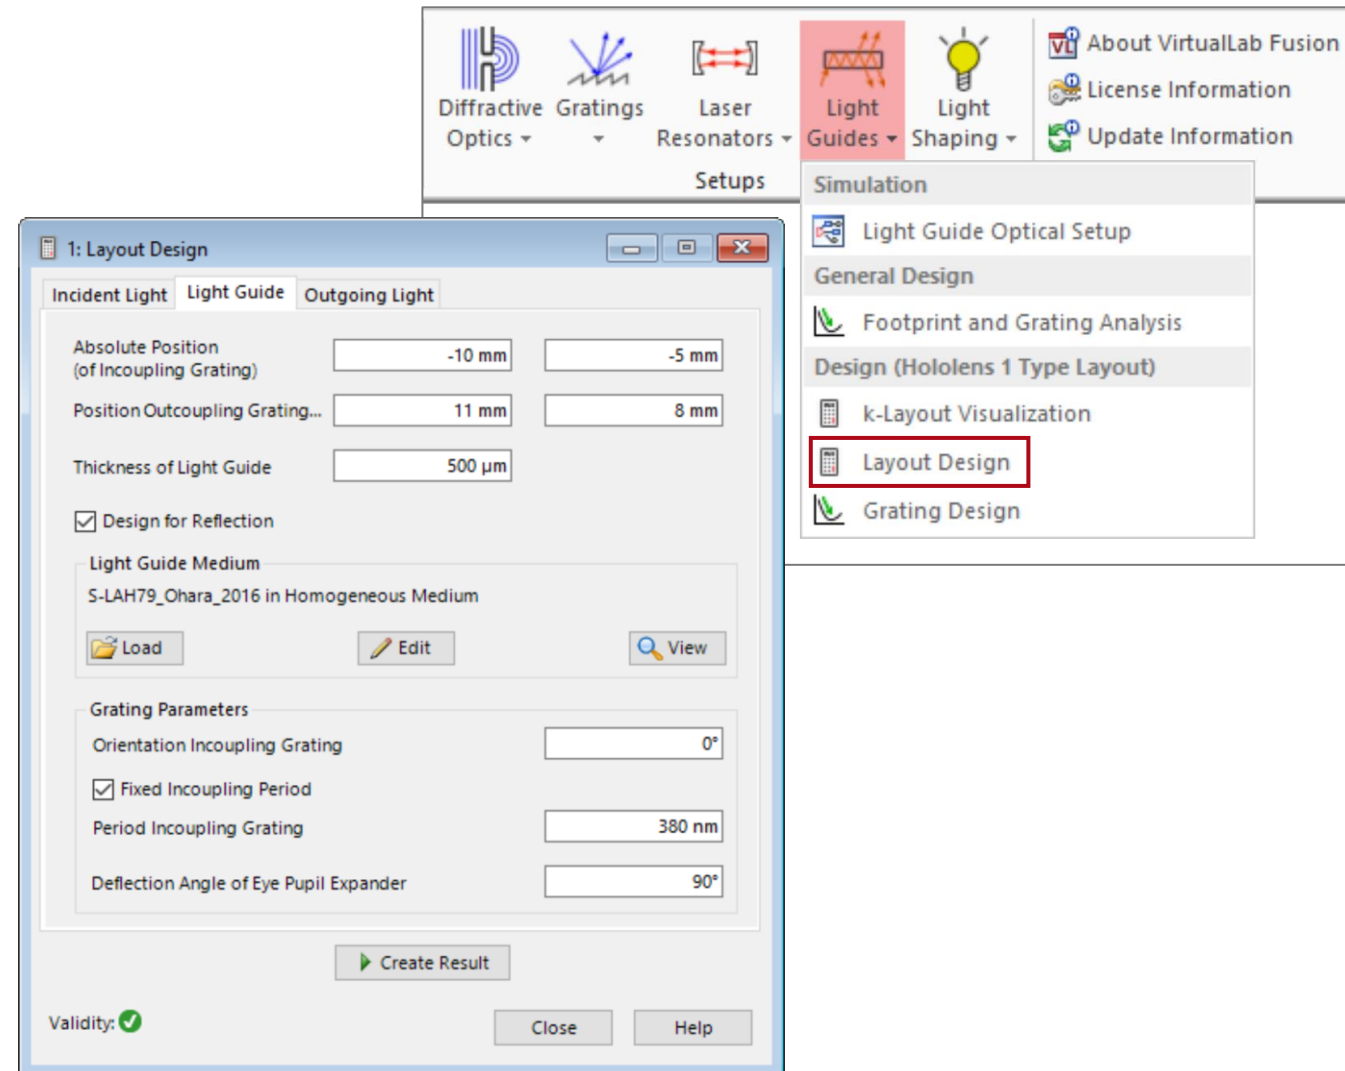 Diffractive
Optics
Gratings
Laser
Resonators
Light
Guides
Light
Shaping
Setups
About VirtualLab Fusion
License Information
Update Information
Simulation
Light Guide Optical Setup
General Design
Footprint and Grating Analysis
Design (Hololens 1 Type Layout)
k-Layout Visualization
Layout Design
Grating Design
1: Layout Design
Incident Light Light Guide Outgoing Light
Absolute Position
(of Incoupling Grating)
-10 mm -5 mm
Position Outcoupling Grating... 11 mm 8 mm
Thickness of Light Guide 500 µm
Design for Reflection
Light Guide Medium
S-LAH79_Ohara_2016 in Homogeneous Medium
Load Edit View
Grating Parameters
Orientation Incoupling Grating 0°
Fixed Incoupling Period
Period Incoupling Grating 380 nm
Deflection Angle of Eye Pupil Expander 90°
Create Result
Validity:
Close Help